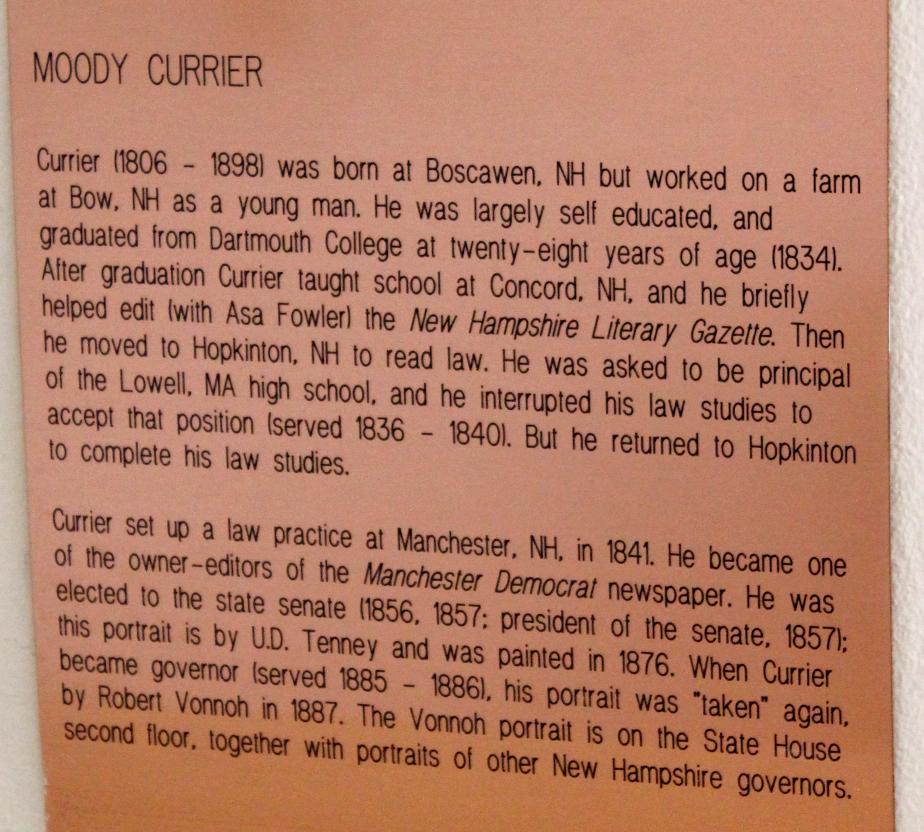 MOODY CURRIER
Currier (1806 - 1898) was born at Boscawen, NH but worked on a farm
at Bow, NH as a young man. He was largely self educated, and
graduated from Dartmouth College at twenty-eight years of age (1834).
After graduation Currier taught school at Concord, NH, and he briefly
helped edit (with Asa Fowler) the New Hampshire Literary Gazette. Then
he moved to Hopkinton, NH to read law. He was asked to be principal
of the Lowell, MA high school, and he interrupted his law studies to
accept that position (served 1836 - 1840). But he returned to Hopkinton
to complete his law studies.
Currier set up a law practice at Manchester, NH, in 1841. He became one
of the owner-editors of the Manchester Democrat newspaper. He was
elected to the state senate (1856, 1857; president of the senate, 1857);
this portrait is by U.D. Tenney and was painted in 1876. When Currier
became governor (served 1885 - 1886), his portrait was "taken" again,
by Robert Vonnoh in 1887. The Vonnoh portrait is on the State House
second floor, together with portraits of other New Hampshire governors.